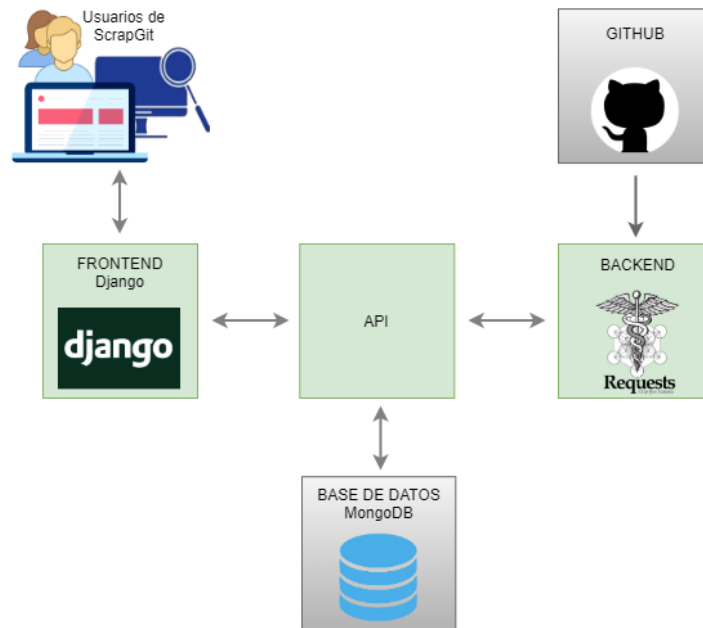 Usuarios de
ScrapGit
GITHUB
FRONTEND
Django
django
API
BACKEND
Requests
BASE DE DATOS
MongoDB